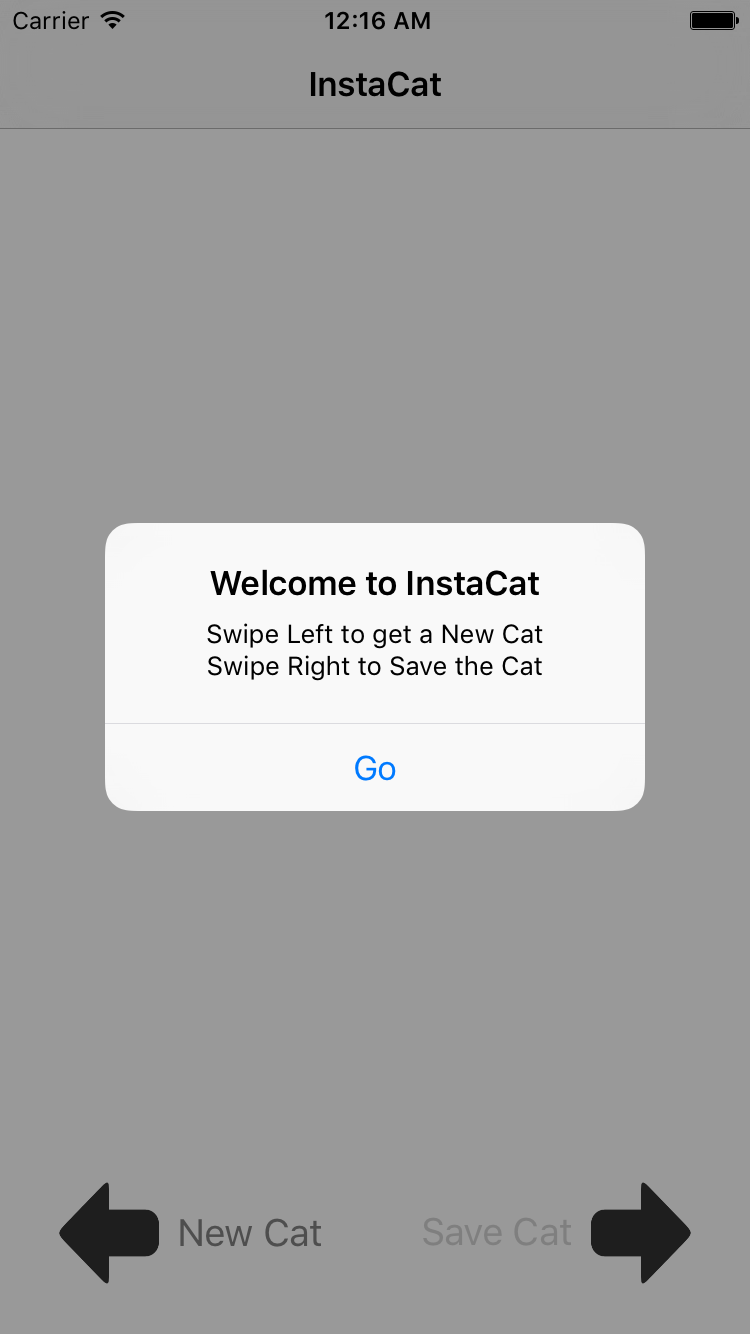 Carrier 12:16 AM
InstaCat
Welcome to InstaCat
Swipe Left to get a New Cat
Swipe Right to Save the Cat
Go
New Cat Save Cat